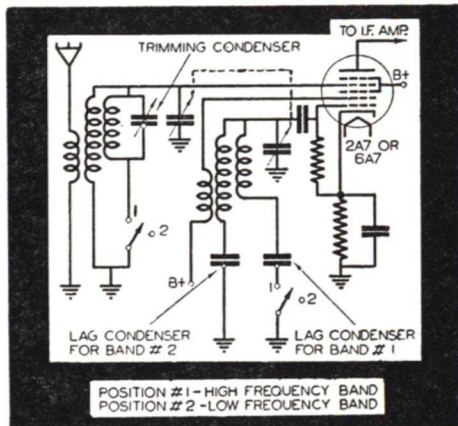 TO I.F. AMP.
TRIMMING CONDENSER
B+
2A7 OR
6A7
1
2
B+
1
2
LAG CONDENSER
FOR BAND # 2
LAG CONDENSER
FOR BAND # 1
POSITION #1-HIGH FREQUENCY BAND
POSITION #2-LOW FREQUENCY BAND